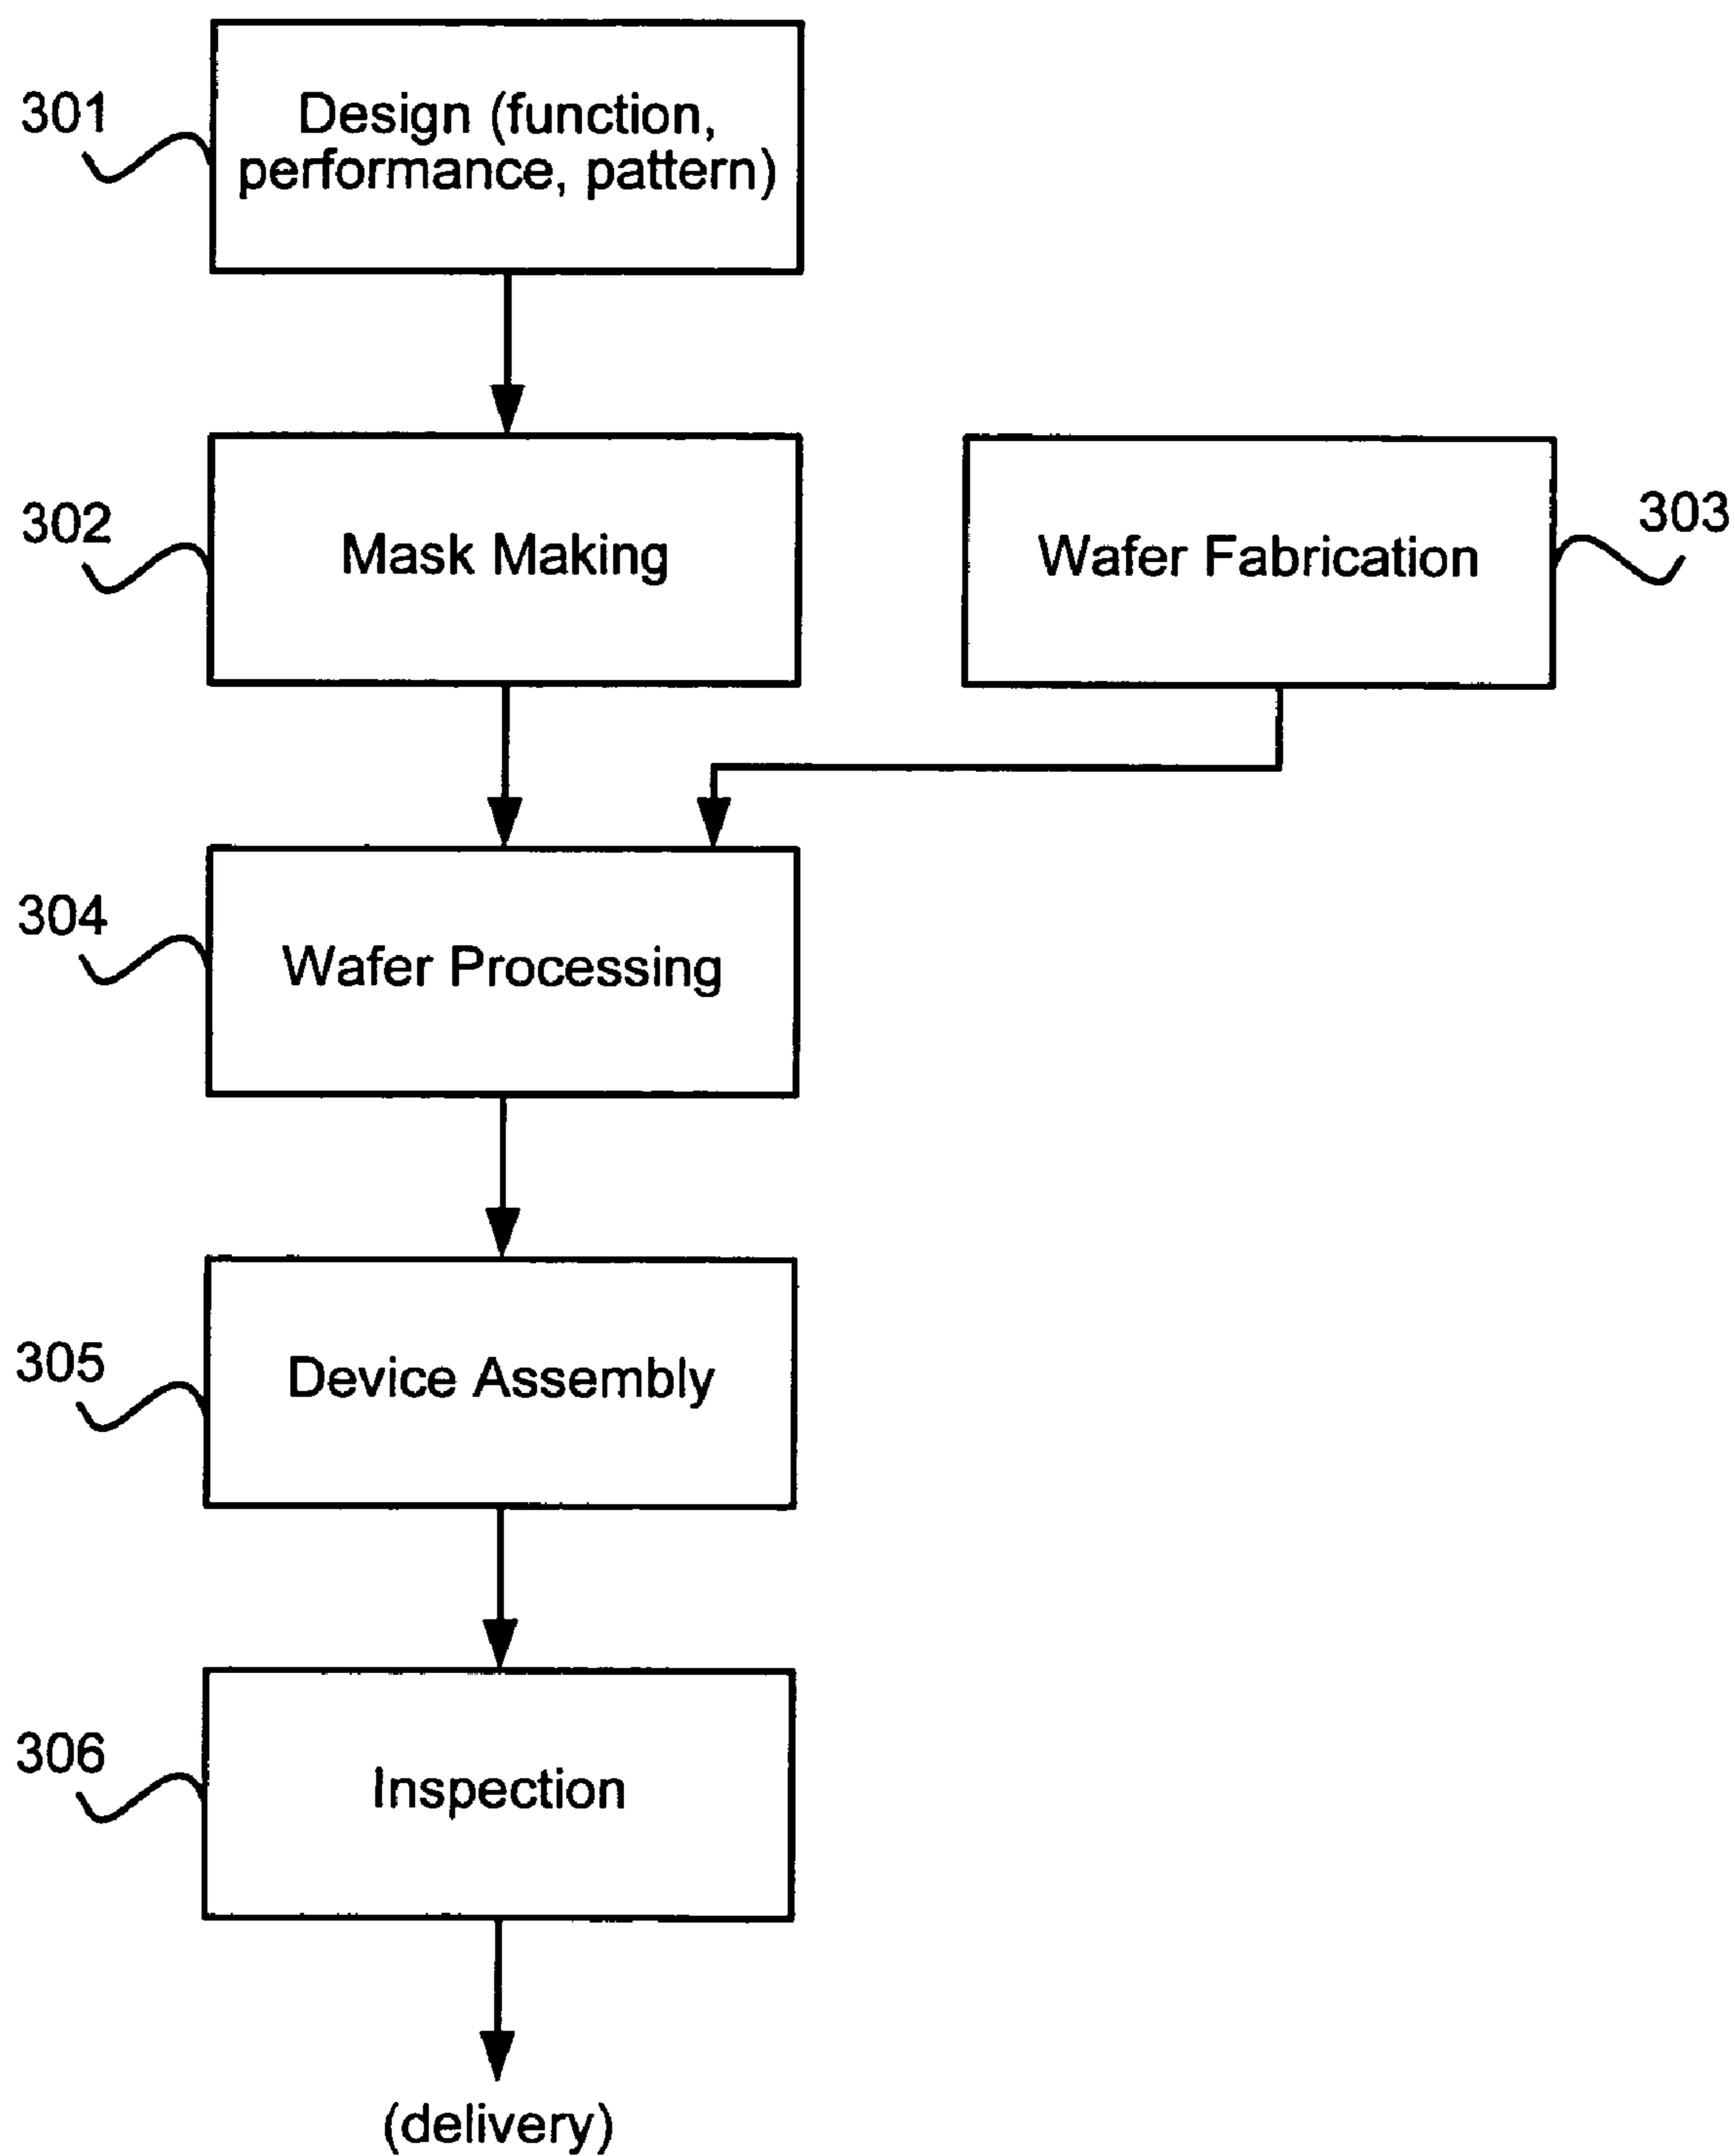 301
Design (function,
performance, pattern)
302
Mask Making
Wafer Fabrication
303
304
Wafer Processing
305
Device Assembly
306
Inspection
(delivery)